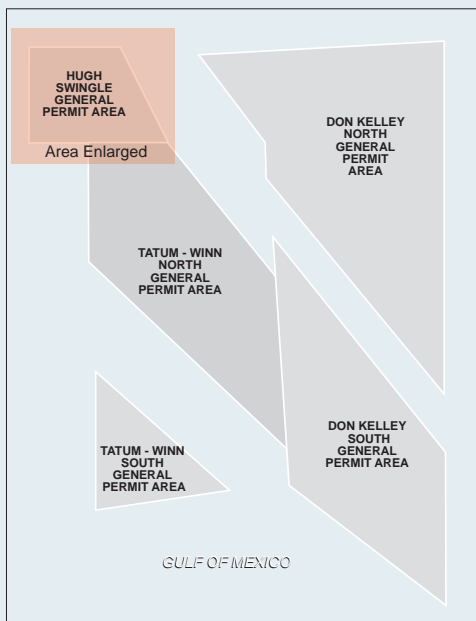 HUGH
SWINGLE
GENERAL
PERMIT AREA
Area Enlarged
DON KELLEY
NORTH
GENERAL
PERMIT
AREA
TATUM - WINN
NORTH
GENERAL
PERMIT AREA
DON KELLEY
SOUTH
GENERAL
PERMIT AREA
TATUM - WINN
SOUTH
GENERAL
PERMIT AREA
GULF OF MEXICO